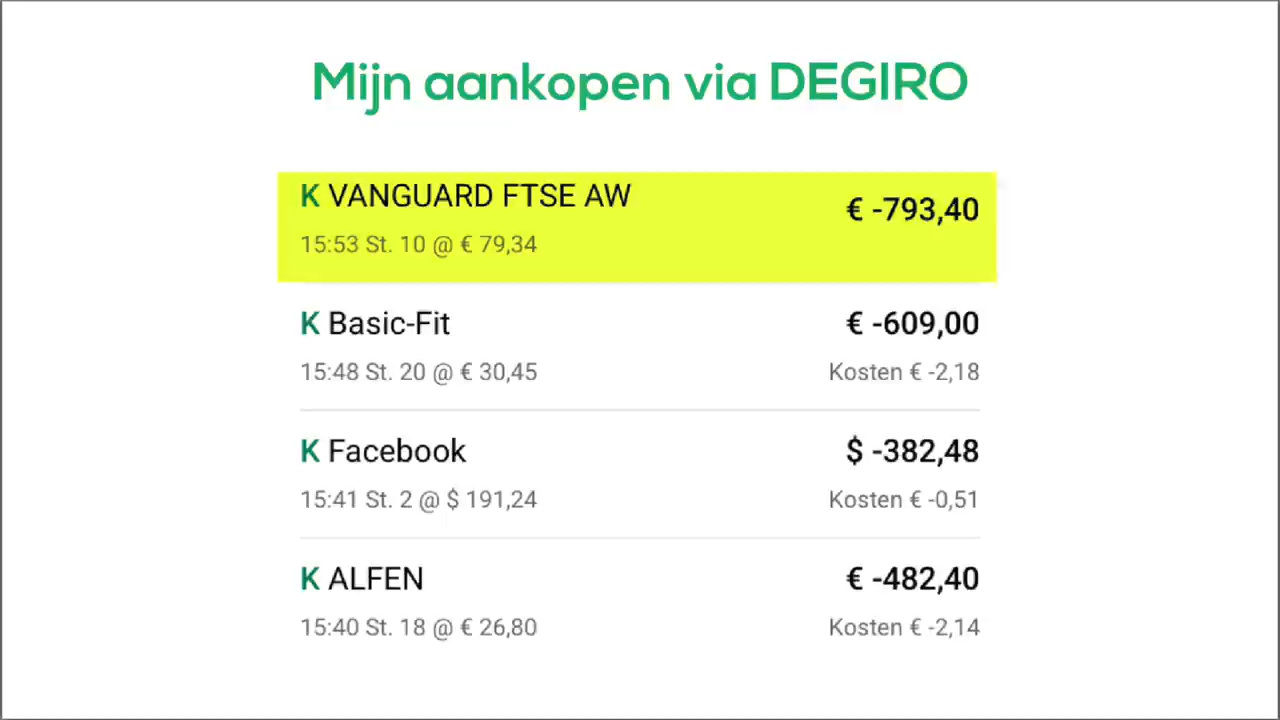 Mijn aankopen via DEGIRO
K VANGUARD FTSE AW € -793,40
15:53 St. 10 @ € 79,34
K Basic-Fit € -609,00
15:48 St. 20 @ € 30,45 Kosten € -2,18
K Facebook $ -382,48
15:41 St. 2 @ $ 191,24 Kosten € -0,51
K ALFEN € -482,40
15:40 St. 18 @ € 26,80 Kosten € -2,14